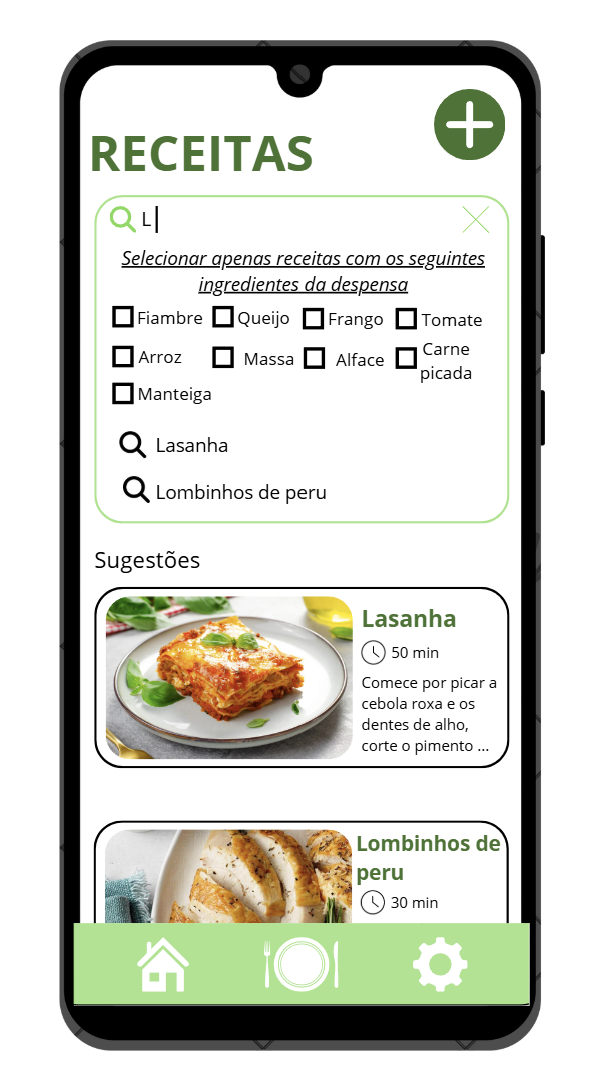 RECEITAS
L
Selecionar apenas receitas com os seguintes
ingredientes da despensa
Fiambre Queijo Frango Tomate
Arroz Massa Alface Carne picada
Manteiga
Lasanha
Lombinhos de peru
Sugestões
Lasanha
50 min
Comece por picar a
cebola roxa e os
dentes de alho,
corte o pimento ...
Lombinhos de
peru
30 min